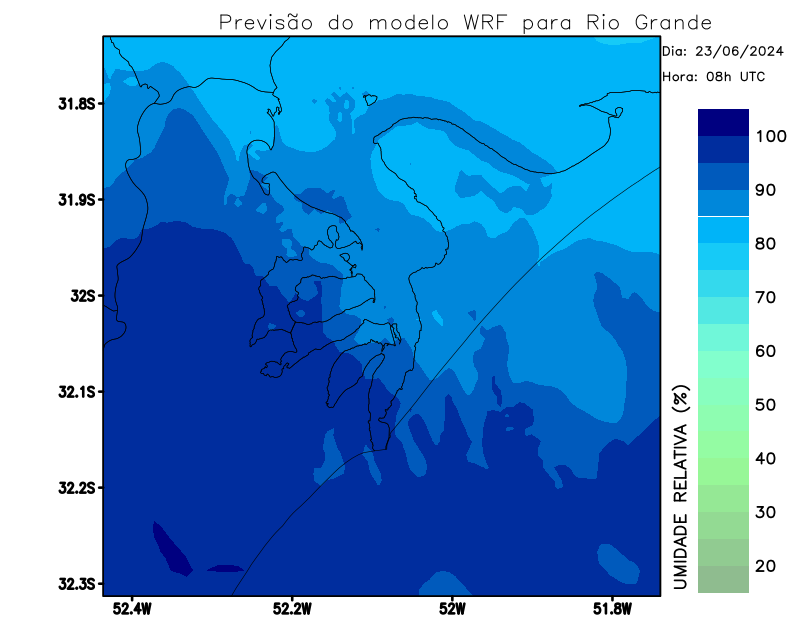 Previsão do modelo WRF para Rio Grande
Dia: 23/06/2024
Hora: 08h UTC
31.8S
31.9S
32S
32.1S
32.2S
32.3S
52.4W
52.2W
52W
51.8W
100
90
80
70
60
50
40
30
20
UMIDADE RELATIVA (%)